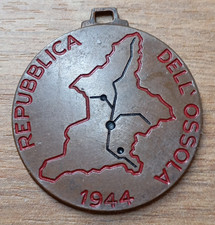 REPUBBLICA DELL' OSSOLA
1944